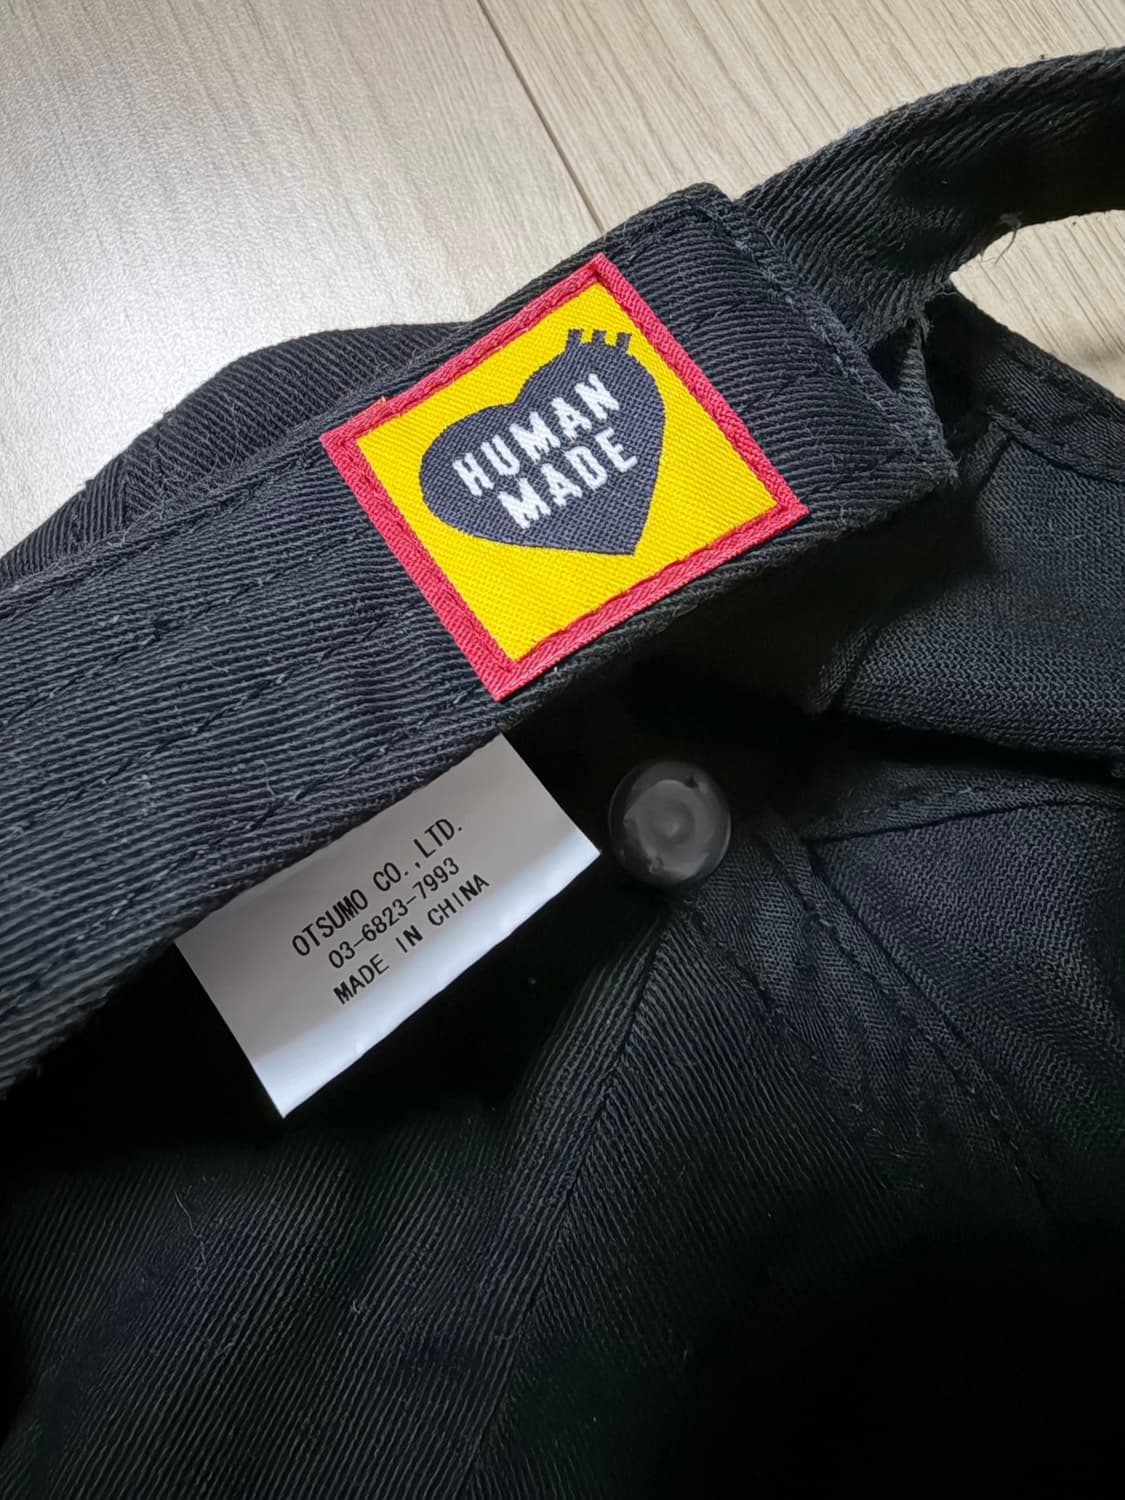 HUMAN
MADE
OTSUMO CO.,LTD.
03-6823-7993
MADE IN CHINA